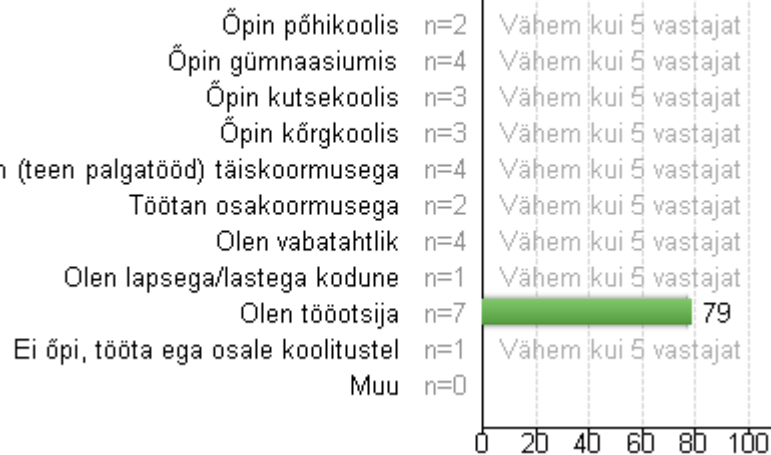 Õpin põhikoolis n=2 Vähem kui 5 vastajat
Õpin gümnaasiumis n=4 Vähem kui 5 vastajat
Õpin kutsekoolis n=3 Vähem kui 5 vastajat
Õpin kõrgkoolis n=3 Vähem kui 5 vastajat
(teen palgatööd) täiskoormusega n=4 Vähem kui 5 vastajat
Töötan osakoormusega n=2 Vähem kui 5 vastajat
Olen vabatahtlik n=4 Vähem kui 5 vastajat
Olen lapsega/lastega kodune n=1 Vähem kui 5 vastajat
Olen tööotsija n=7 79
Ei õpi, tööta ega osale koolitustel n=1 Vähem kui 5 vastajat
Muu n=0
0 20 40 60 80 100